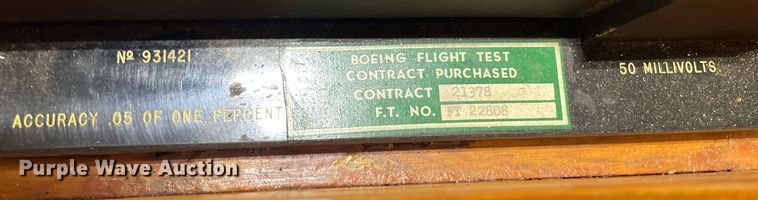 Nº 931421
ACCURACY .05 OF ONE PERCENT
BOEING FLIGHT TEST
CONTRACT PURCHASED
CONTRACT 21378
F.T. NO. FT 22808
50 MILLIVOLTS
Purple Wave Auction